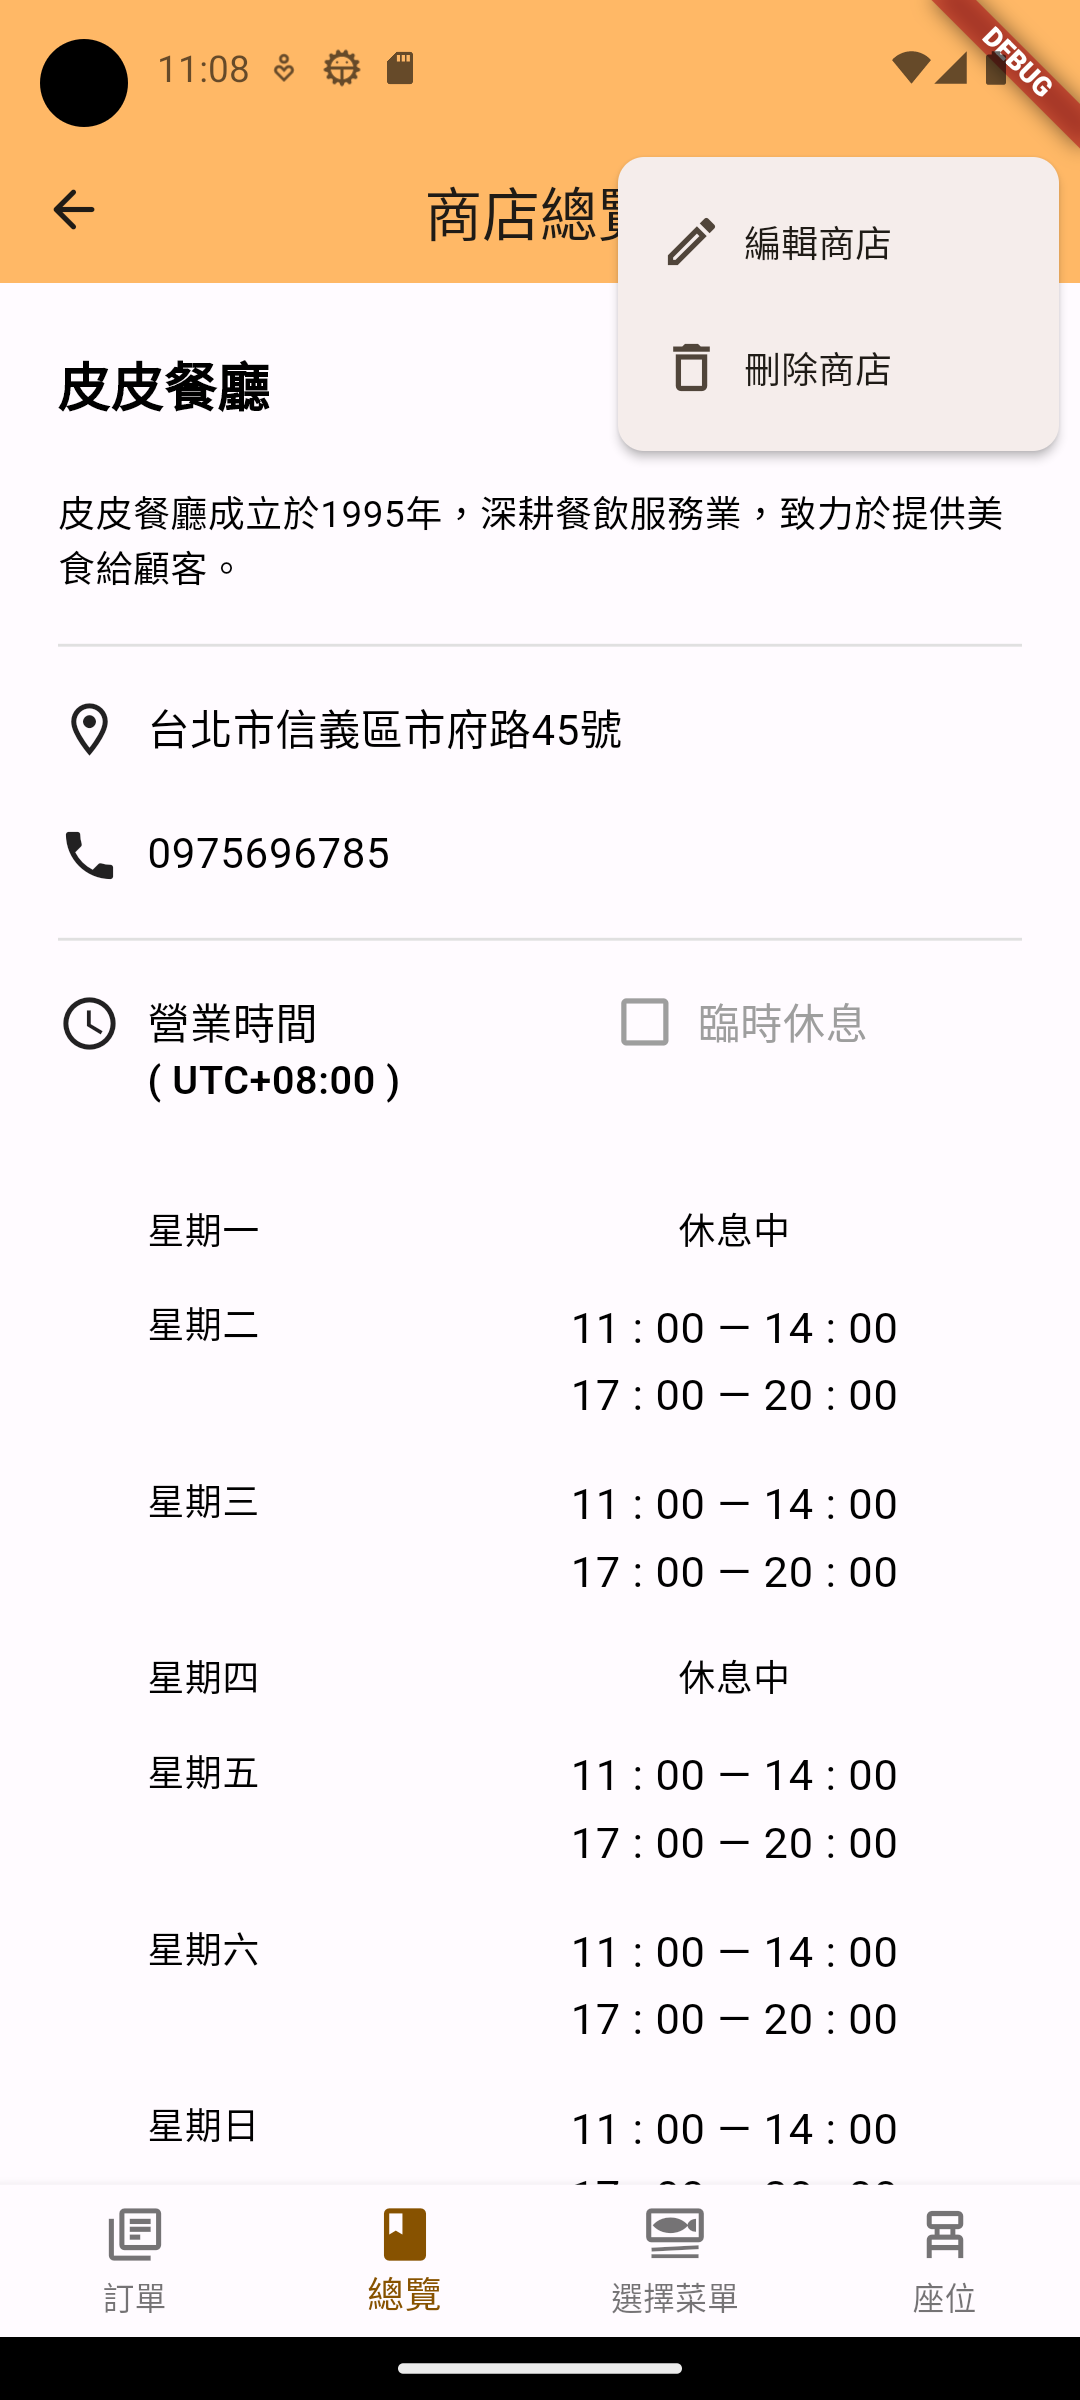 11:08
DEBUG
商店總
編輯商店
刪除商店
皮皮餐廳
皮皮餐廳成立於1995年，深耕餐飲服務業，致力於提供美
食給顧客。
台北市信義區市府路45號
0975696785
營業時間
臨時休息
( UTC+08:00 )
星期一 休息中
星期二 11 : 00 — 14 : 00
17 : 00 — 20 : 00
星期三 11 : 00 — 14 : 00
17 : 00 — 20 : 00
星期四 休息中
星期五 11 : 00 — 14 : 00
17 : 00 — 20 : 00
星期六 11 : 00 — 14 : 00
17 : 00 — 20 : 00
星期日 11 : 00 — 14 : 00
訂單
總覽
選擇菜單
座位